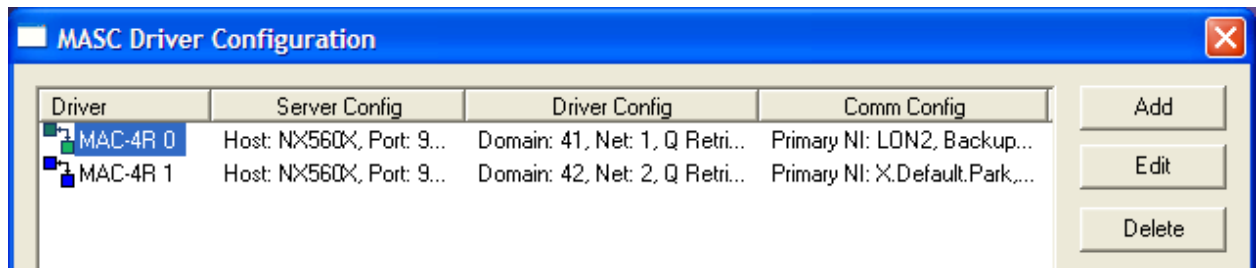 MASC Driver Configuration
Driver Server Config Driver Config Comm Config Add
MAC-4R 0 Host: NX560X, Port: 9... Domain: 41, Net: 1, Q Retri... Primary NI: LON2, Backup...
MAC-4R 1 Host: NX560X, Port: 9... Domain: 42, Net: 2, Q Retri... Primary NI: X.Default.Park,... Edit
Delete